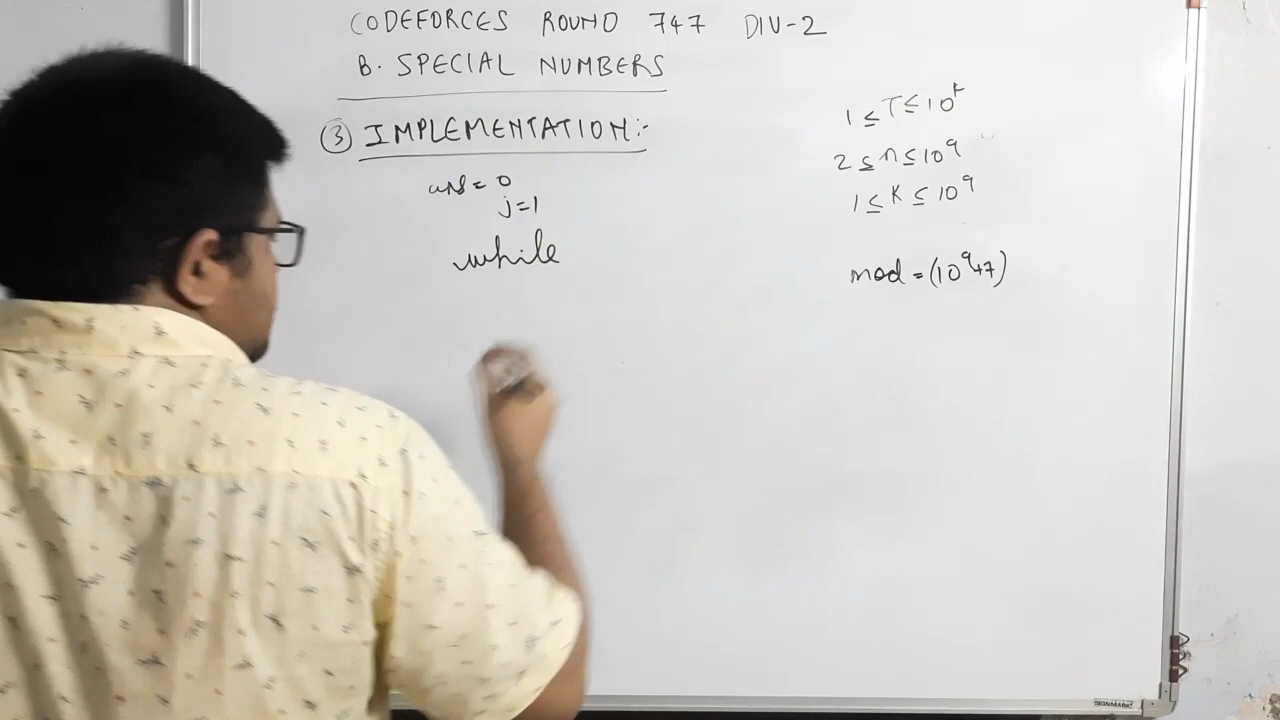 CODEFORCES ROUND 747 DIV-2
B. SPECIAL NUMBERS
③ IMPLEMENTATION:-
ans = 0
j=1
while
1 ≤ T ≤ 10⁴
2 ≤ n ≤ 10⁹
1 ≤ K ≤ 10⁹
mod = (10⁹+7)
SIGNMARK